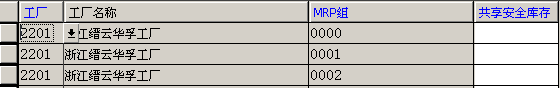 工厂 工厂名称 MRP组 共享安全库存
2201 江缙云华孚工厂 0000
2201 浙江缙云华孚工厂 0001
2201 浙江缙云华孚工厂 0002